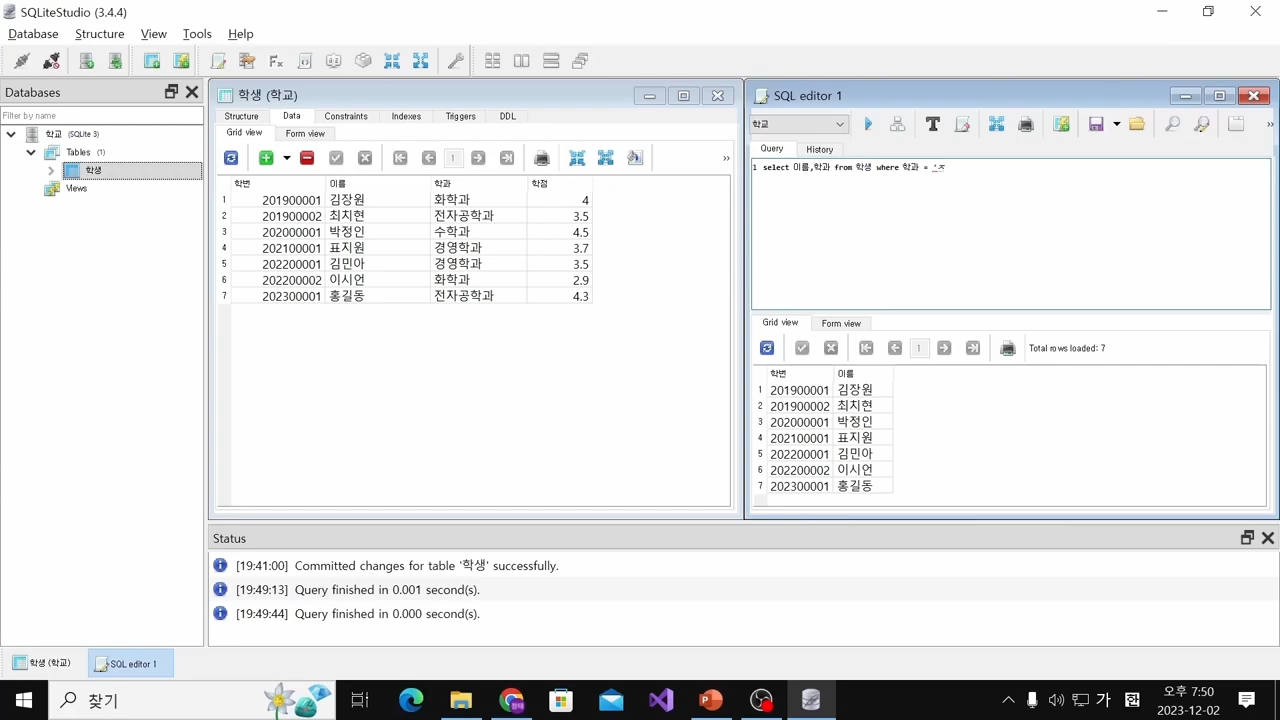 SQLiteStudio (3.4.4)
Database Structure View Tools Help
Databases
Filter by name
학교 (SQLite 3)
Tables (1)
학생
Views
학생 (학교)
Structure Data Constraints Indexes Triggers DDL
Grid view Form view
1
학번 이름 학과 학점
1 201900001 김장원 화학과 4
2 201900002 최치현 전자공학과 3.5
3 202000001 박정인 수학과 4.5
4 202100001 표지원 경영학과 3.7
5 202200001 김민아 경영학과 3.5
6 202200002 이시언 화학과 2.9
7 202300001 홍길동 전자공학과 4.3
SQL editor 1
학교
Query History
1 select 이름,학과 from 학생 where 학과 = 'ㅈ
Grid view Form view
1 Total rows loaded: 7
학번 이름
1 201900001 김장원
2 201900002 최치현
3 202000001 박정인
4 202100001 표지원
5 202200001 김민아
6 202200002 이시언
7 202300001 홍길동
Status
[19:41:00] Committed changes for table '학생' successfully.
[19:49:13] Query finished in 0.001 second(s).
[19:49:44] Query finished in 0.000 second(s).
학생 (학교) SQL editor 1
찾기
가 한
오후 7:50
2023-12-02